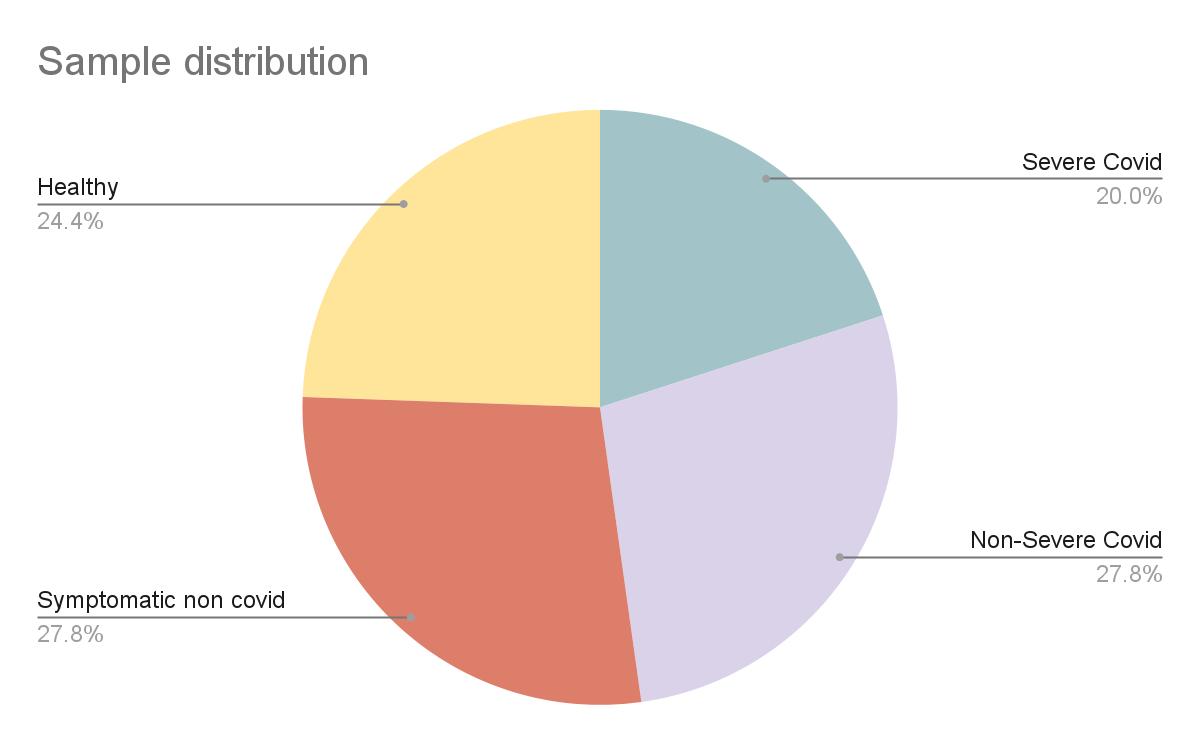 Sample distribution
Severe Covid
20.0%
Healthy
24.4%
Non-Severe Covid
27.8%
Symptomatic non covid
27.8%